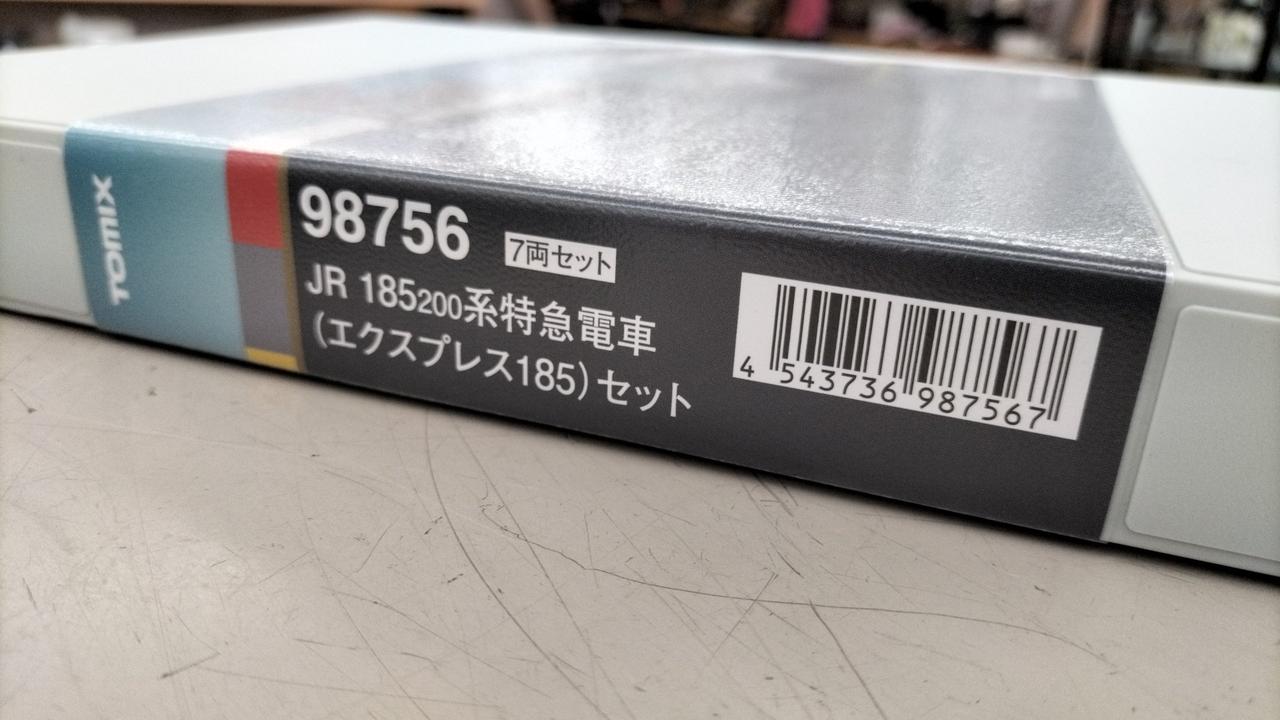 TOMIX
98756
7両セット
JR 185200系特急電車
(エクスプレス185)セット
4 543736 987567